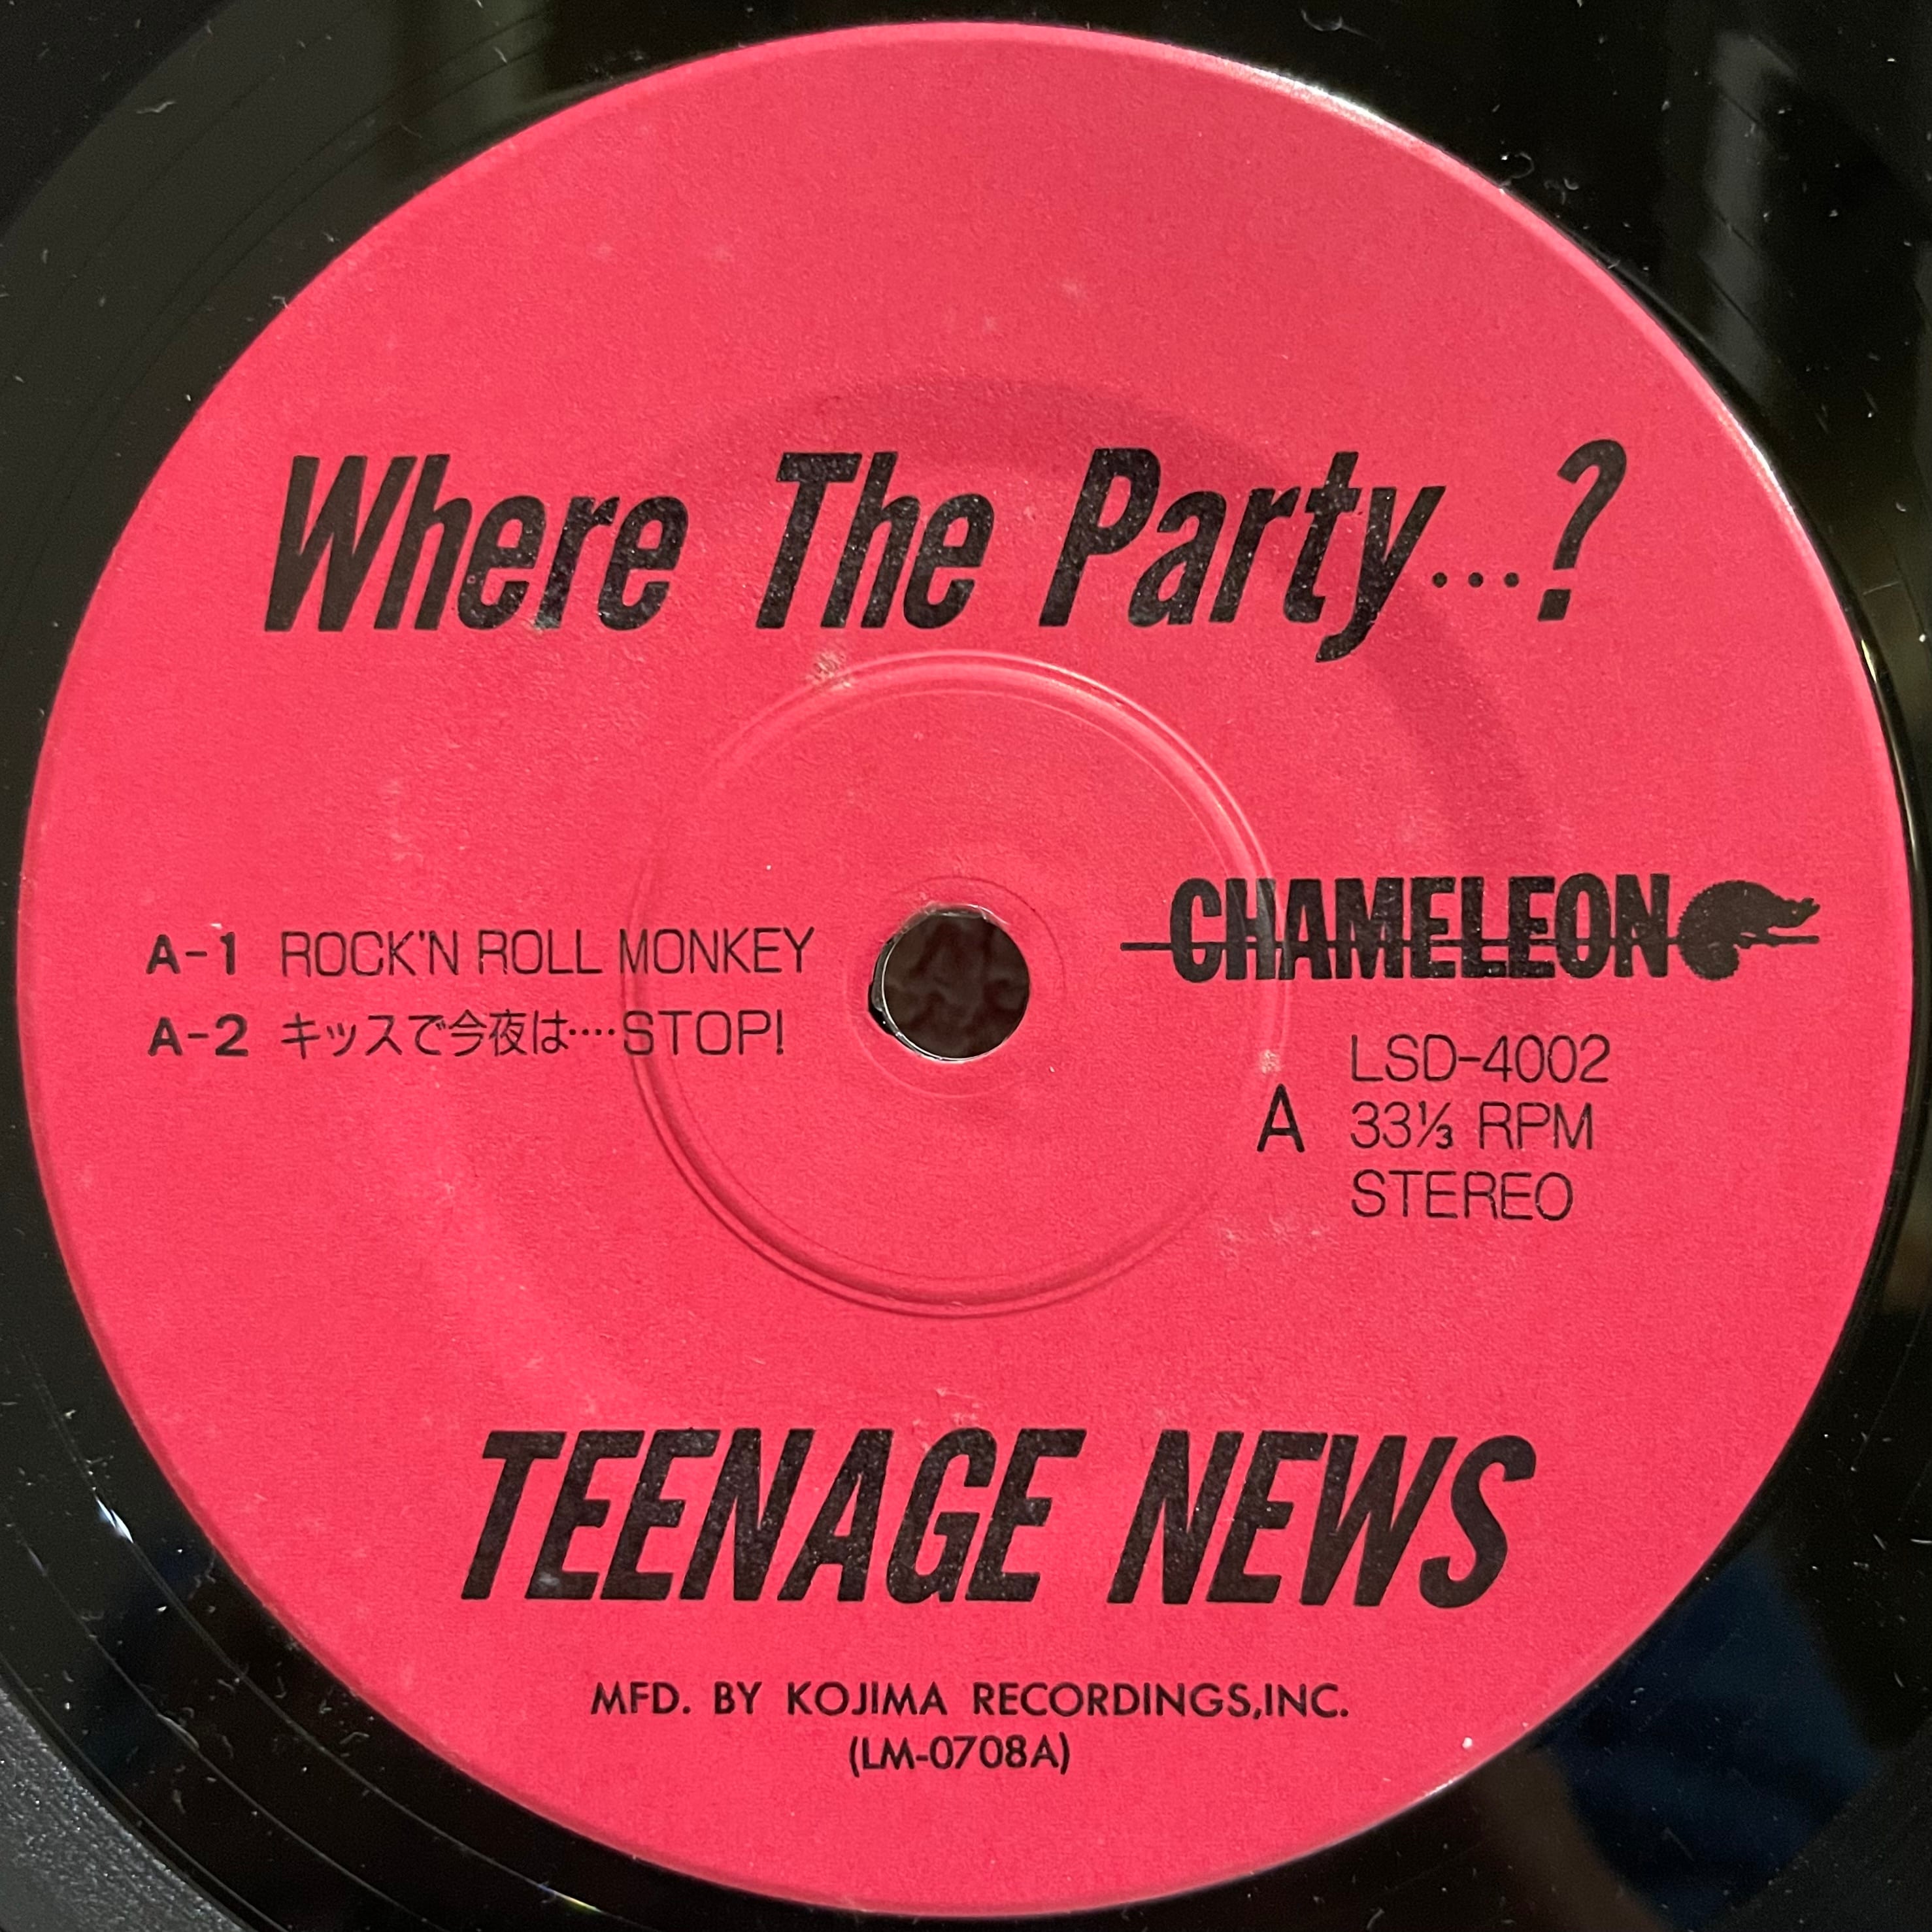 Where The Party...?
CHAMELEON
A-1 ROCK'N ROLL MONKEY
A-2 キッスで今夜は････STOP!
LSD-4002
A 33⅓ RPM
STEREO
TEENAGE NEWS
MFD. BY KOJIMA RECORDINGS,INC.
(LM-0708A)